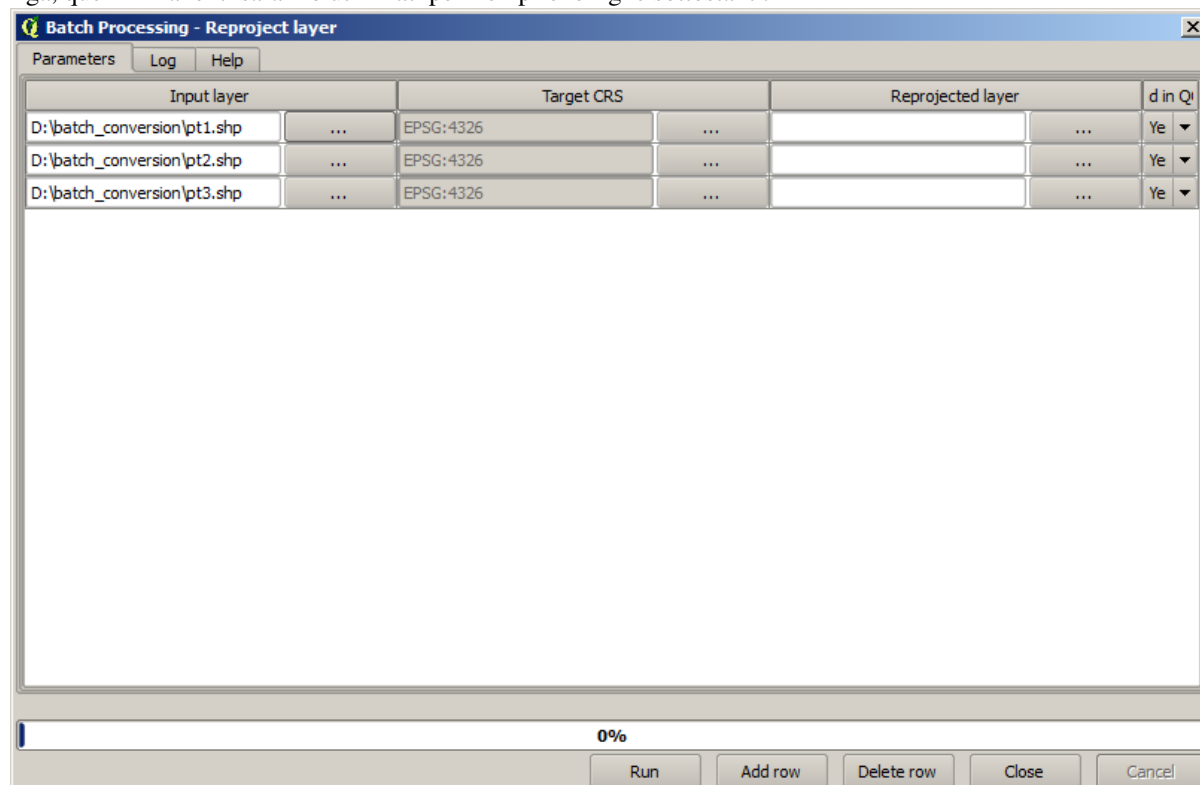 Batch Processing - Reproject layer
Parameters Log Help
Input layer Target CRS Reprojected layer d in Q
D:\batch_conversion\pt1.shp ... EPSG:4326 ... ... Ye
D:\batch_conversion\pt2.shp ... EPSG:4326 ... ... Ye
D:\batch_conversion\pt3.shp ... EPSG:4326 ... ... Ye
0%
Run Add row Delete row Close Cancel